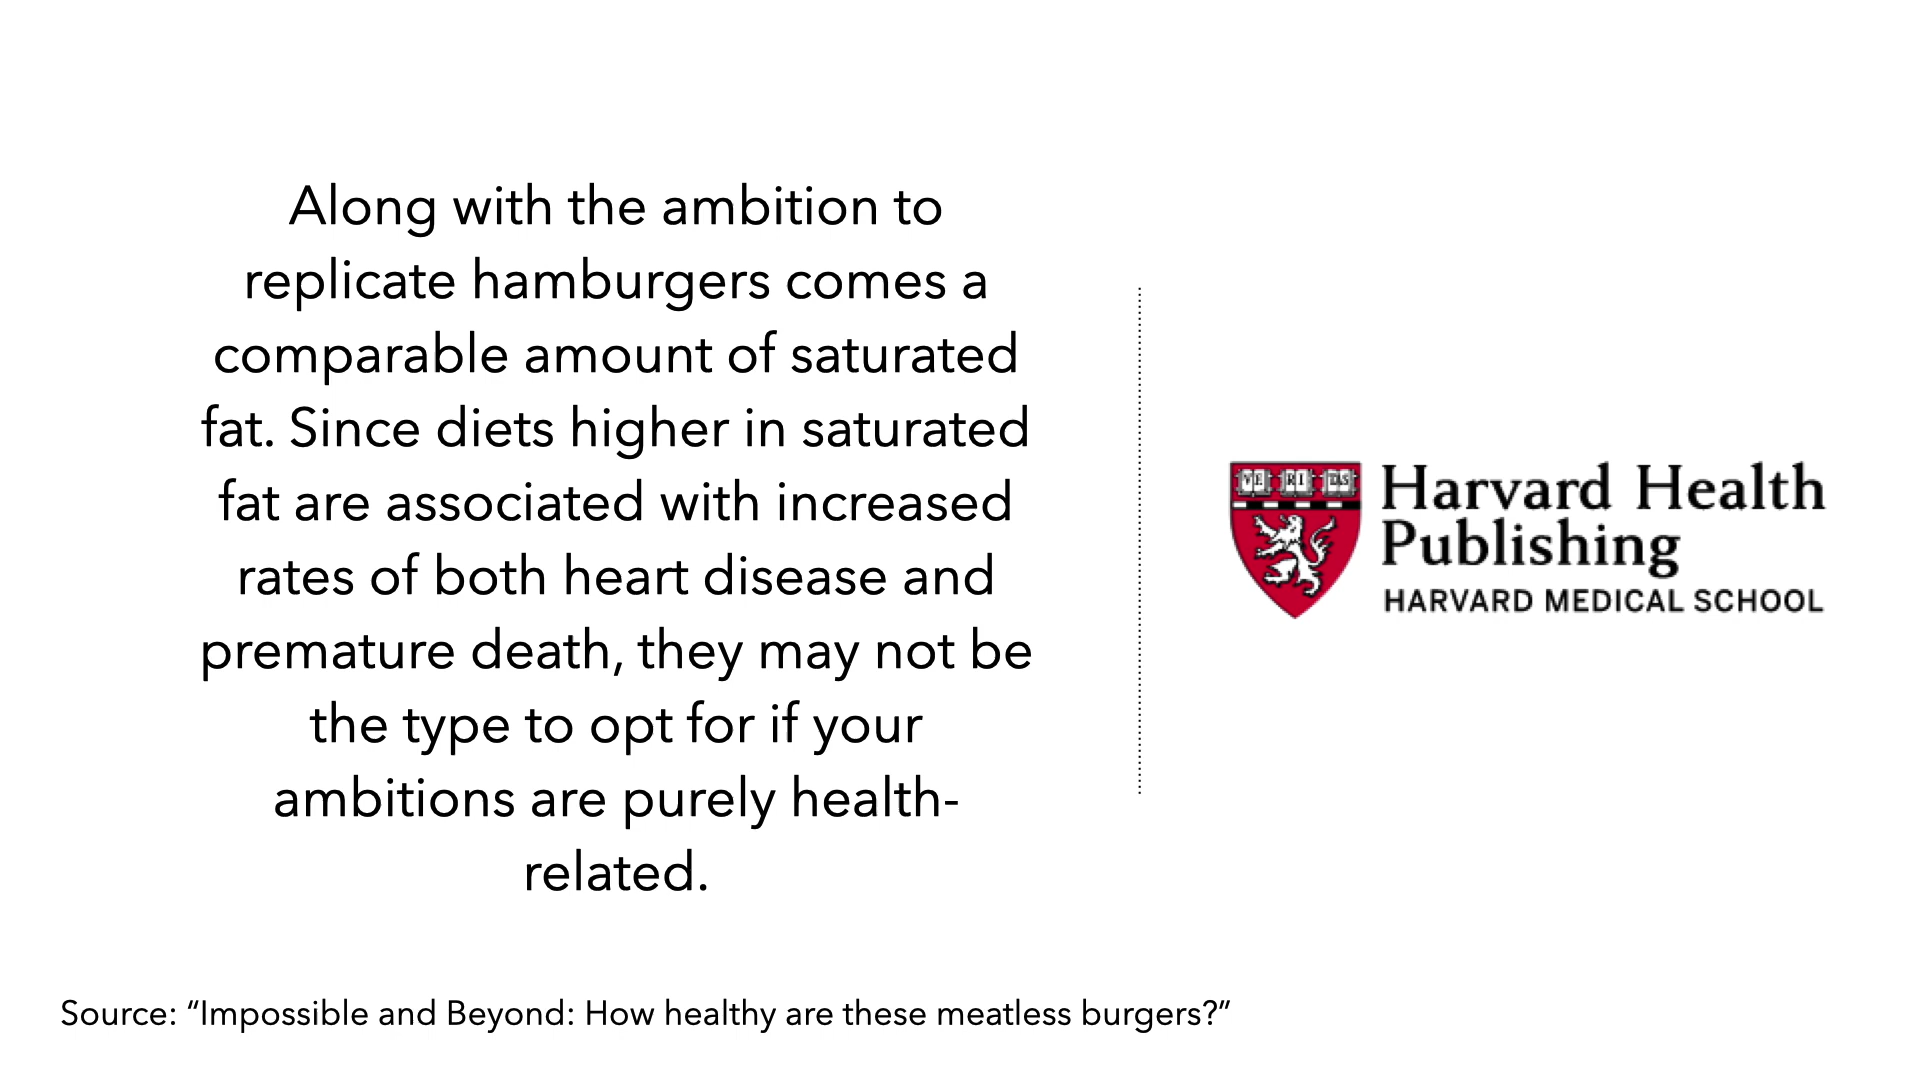 Along with the ambition to
replicate hamburgers comes a
comparable amount of saturated
fat. Since diets higher in saturated
fat are associated with increased
rates of both heart disease and
premature death, they may not be
the type to opt for if your
ambitions are purely health-
related.
VE RI TAS
Harvard Health
Publishing
HARVARD MEDICAL SCHOOL
Source: “Impossible and Beyond: How healthy are these meatless burgers?”